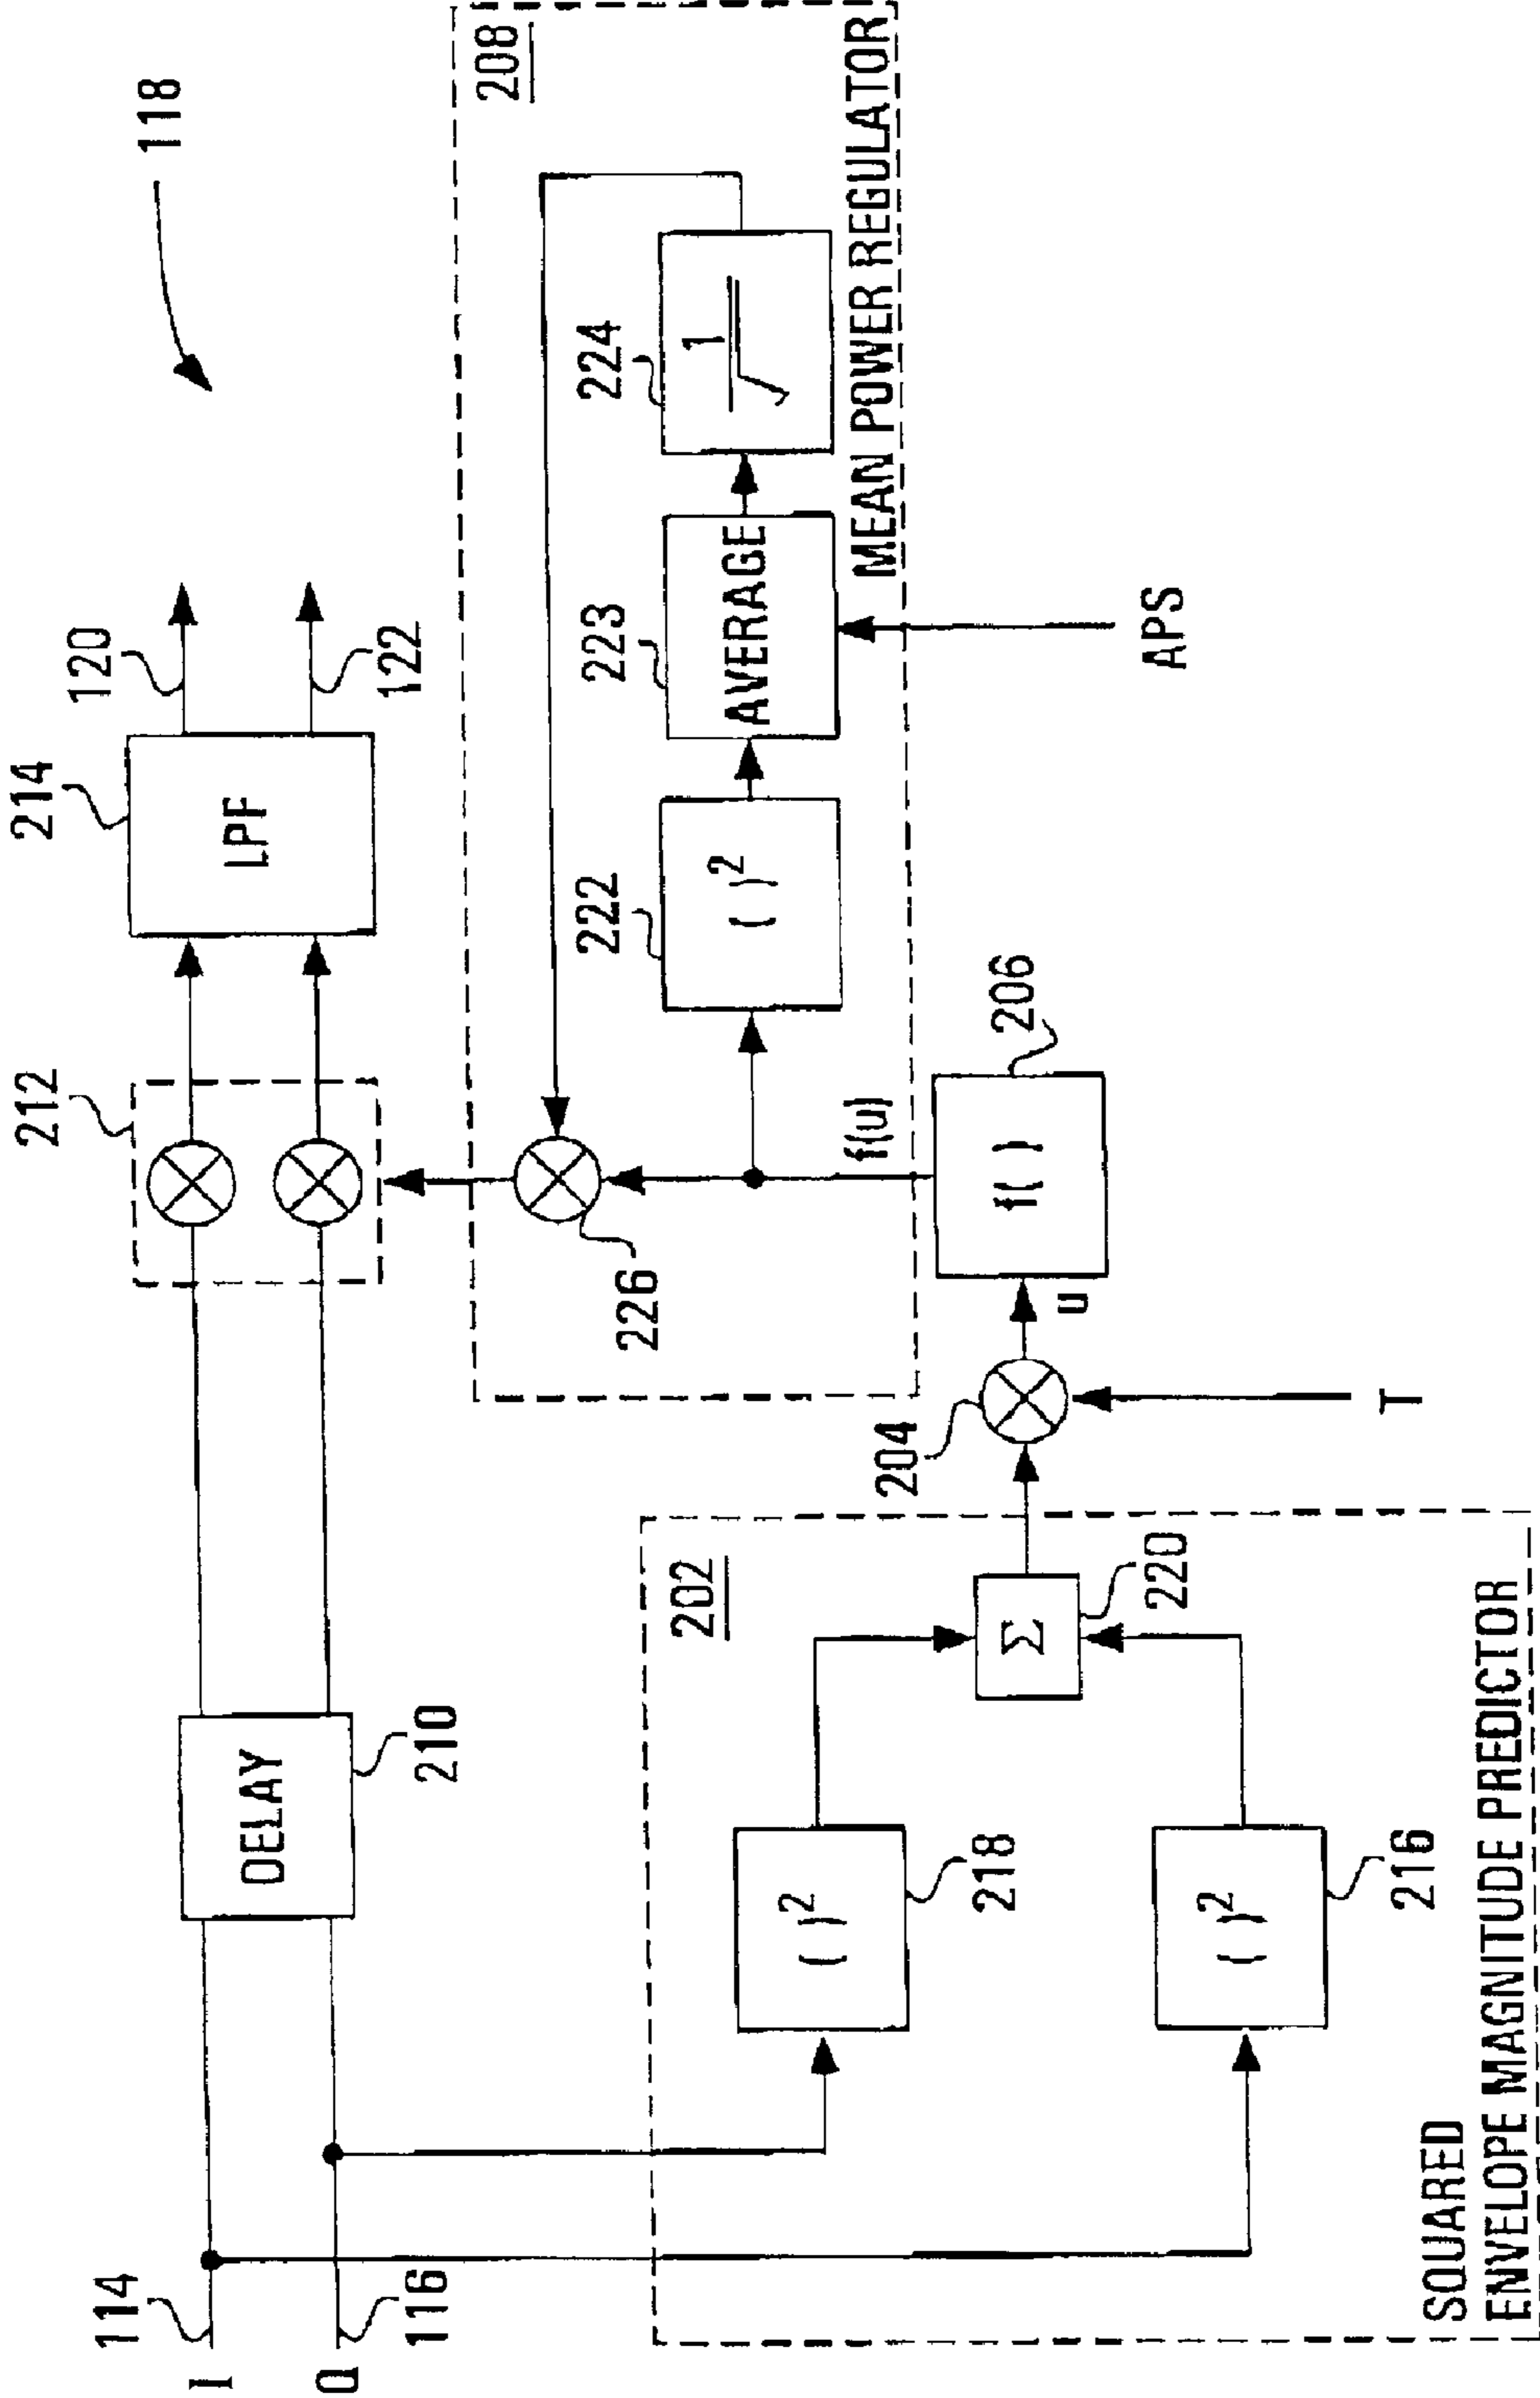 118
114
I
116
Q
DELAY
210
212
214
LPF
120
122
208
226
222
( )²
223
AVERAGE
224
1
√
MEAN POWER REGULATOR
APS
f(u)
206
f( )
u
204
T
202
218
( )²
216
( )²
220
Σ
SQUARED
ENVELOPE MAGNITUDE PREDICTOR